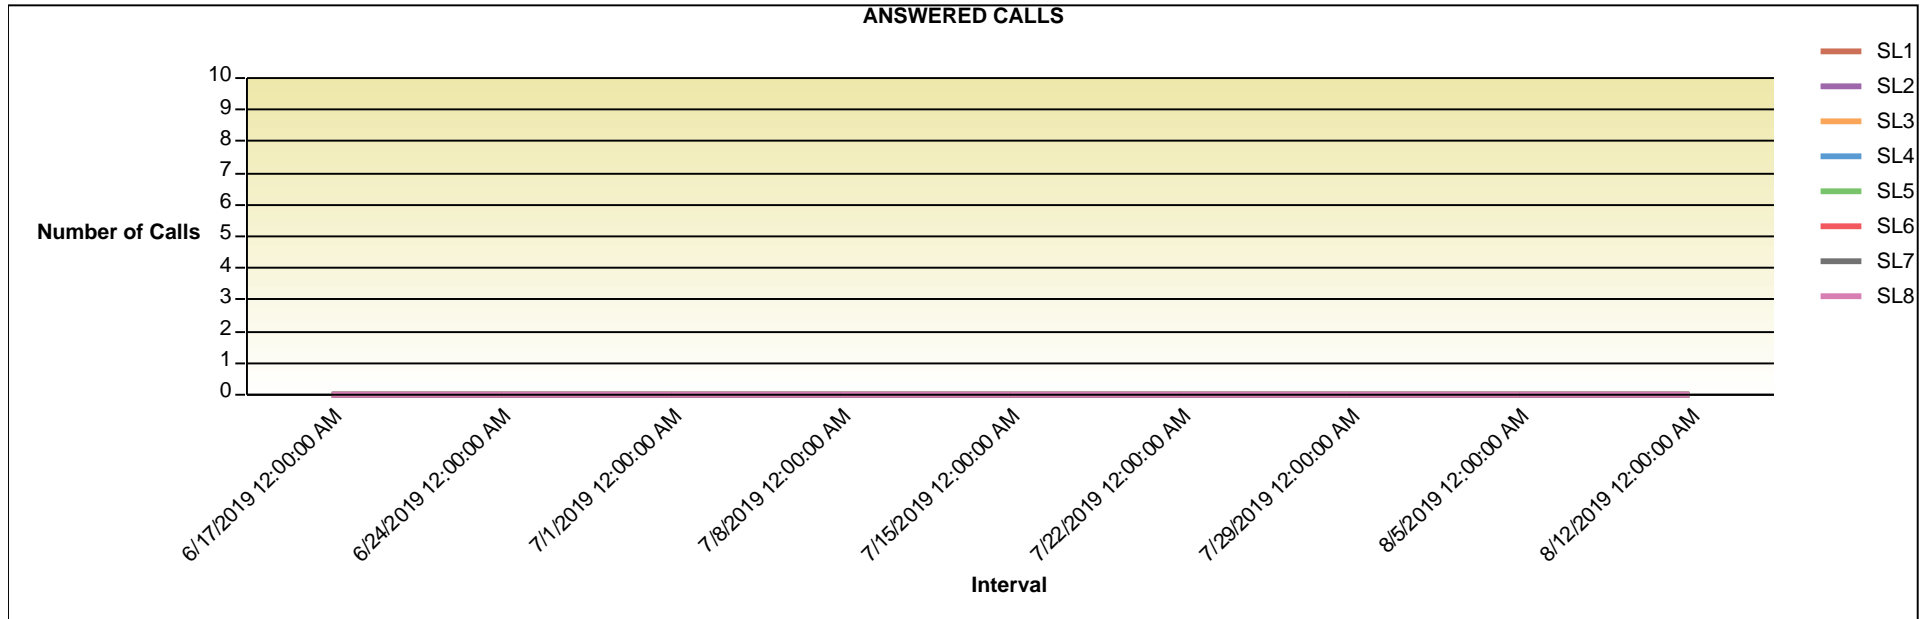 ANSWERED CALLS
10
9
8
7
6
5
4
3
2
1
0
Number of Calls
6/17/2019 12:00:00 AM
6/24/2019 12:00:00 AM
7/1/2019 12:00:00 AM
7/8/2019 12:00:00 AM
7/15/2019 12:00:00 AM
7/22/2019 12:00:00 AM
7/29/2019 12:00:00 AM
8/5/2019 12:00:00 AM
8/12/2019 12:00:00 AM
Interval
SL1
SL2
SL3
SL4
SL5
SL6
SL7
SL8